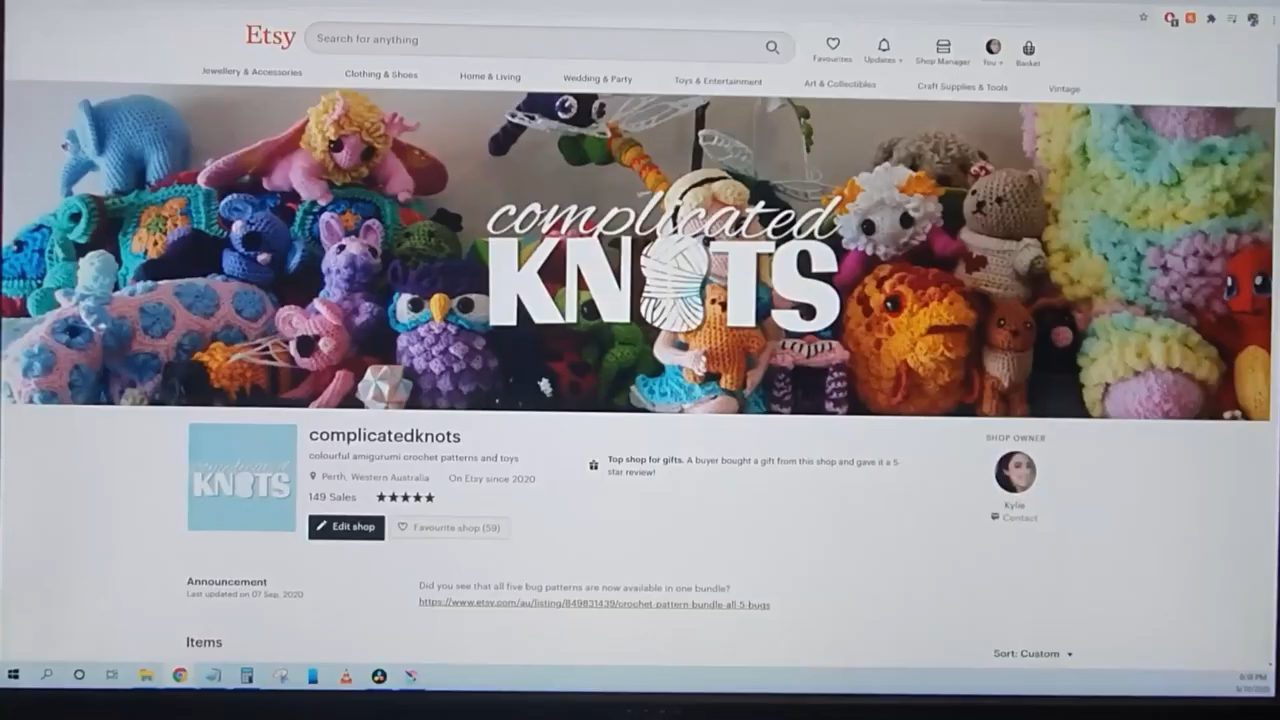 Etsy
Search for anything
Favourites
Updates
Shop Manager
You
Basket
Jewellery & Accessories
Clothing & Shoes
Home & Living
Wedding & Party
Toys & Entertainment
Art & Collectibles
Craft Supplies & Tools
Vintage
complicated
KNOTS
complicatedknots
colourful amigurumi crochet patterns and toys
Perth, Western Australia
On Etsy since 2020
149 Sales
Edit shop
Favourite shop (59)
KNOTS
Top shop for gifts. A buyer bought a gift from this shop and gave it a 5-
star review!
SHOP OWNER
Kylie
Contact
Announcement
Last updated on 07 Sep, 2020
Did you see that all five bug patterns are now available in one bundle?
https://www.etsy.com/au/listing/849831439/crochet-pattern-bundle-all-5-bugs
Items
Sort: Custom